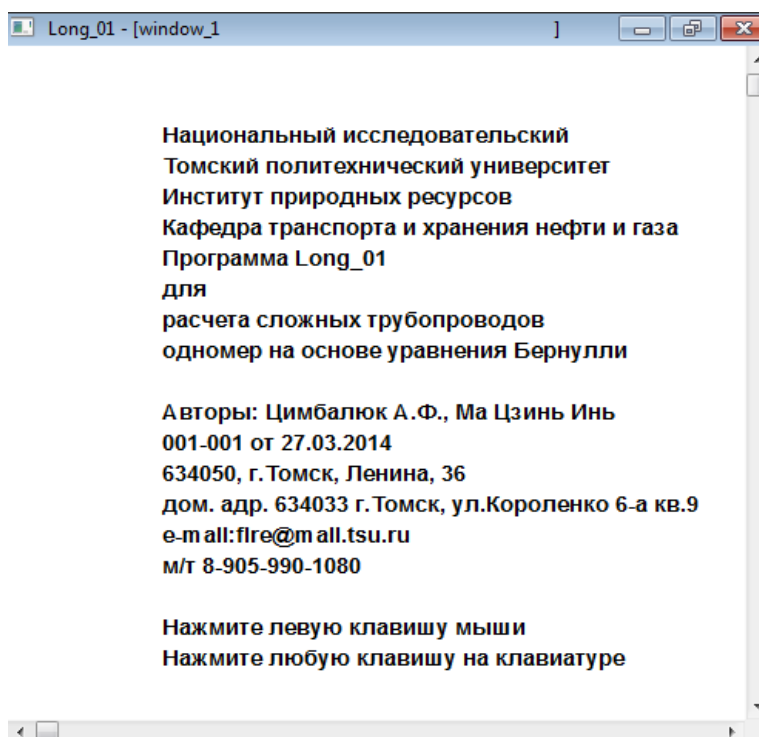 Long_01 - [window_1 ]
Национальный исследовательский
Томский политехнический университет
Институт природных ресурсов
Кафедра транспорта и хранения нефти и газа
Программа Long_01
для
расчета сложных трубопроводов
одномер на основе уравнения Бернулли
Авторы: Цимбалюк А.Ф., Ма Цзинь Инь
001-001 от 27.03.2014
634050, г.Томск, Ленина, 36
дом. адр. 634033 г.Томск, ул.Короленко 6-а кв.9
e-mail:fire@mail.tsu.ru
м/т 8-905-990-1080
Нажмите левую клавишу мыши
Нажмите любую клавишу на клавиатуре